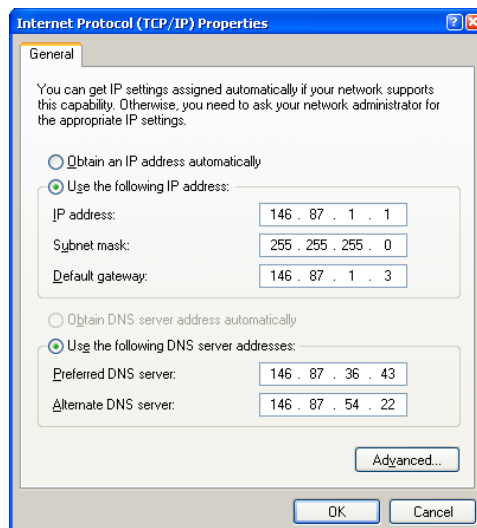 Internet Protocol (TCP/IP) Properties
General
You can get IP settings assigned automatically if your network supports
this capability. Otherwise, you need to ask your network administrator for
the appropriate IP settings.
Obtain an IP address automatically
Use the following IP address:
IP address: 146 . 87 . 1 . 1
Subnet mask: 255 . 255 . 255 . 0
Default gateway: 146 . 87 . 1 . 3
Obtain DNS server address automatically
Use the following DNS server addresses:
Preferred DNS server: 146 . 87 . 36 . 43
Alternate DNS server: 146 . 87 . 54 . 22
Advanced...
OK Cancel